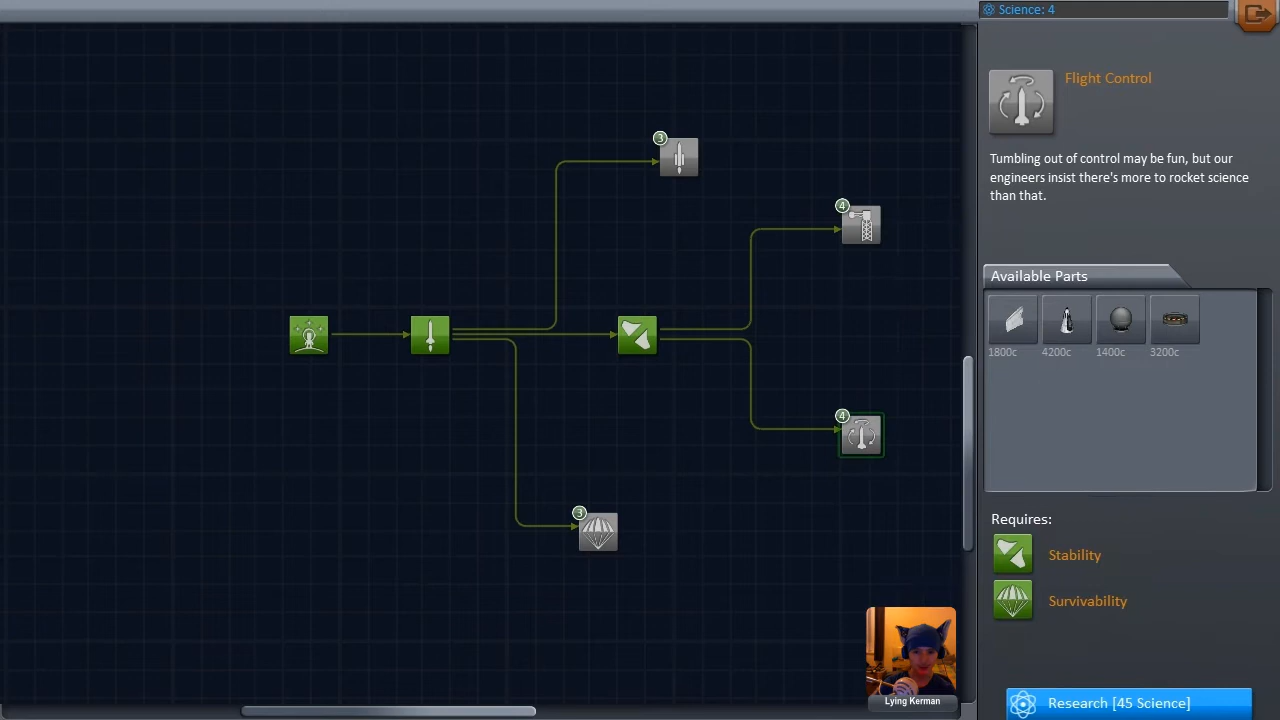 Science: 4
Flight Control
Tumbling out of control may be fun, but our
engineers insist there's more to rocket science
than that.
Available Parts
1800c 4200c 1400c 3200c
Requires:
Stability
Survivability
Research [45 Science]
3
4
4
3
Lying Kerman